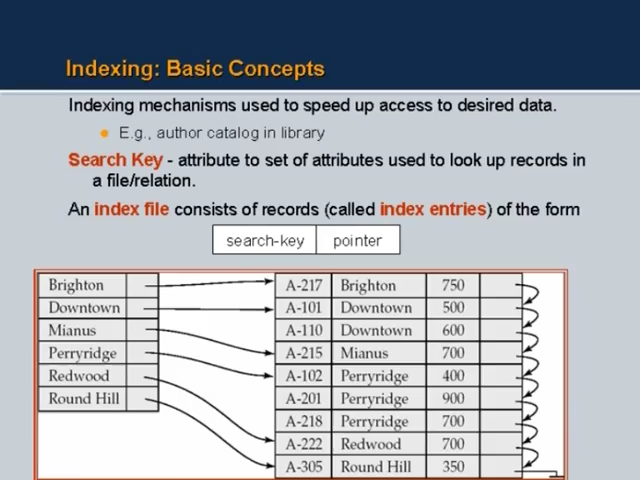 Indexing: Basic Concepts
Indexing mechanisms used to speed up access to desired data.
E.g., author catalog in library
Search Key - attribute to set of attributes used to look up records in
a file/relation.
An index file consists of records (called index entries) of the form
search-key pointer
Brighton A-217 Brighton 750
Downtown A-101 Downtown 500
Mianus A-110 Downtown 600
Perryridge A-215 Mianus 700
Redwood A-102 Perryridge 400
Round Hill A-201 Perryridge 900
A-218 Perryridge 700
A-222 Redwood 700
A-305 Round Hill 350